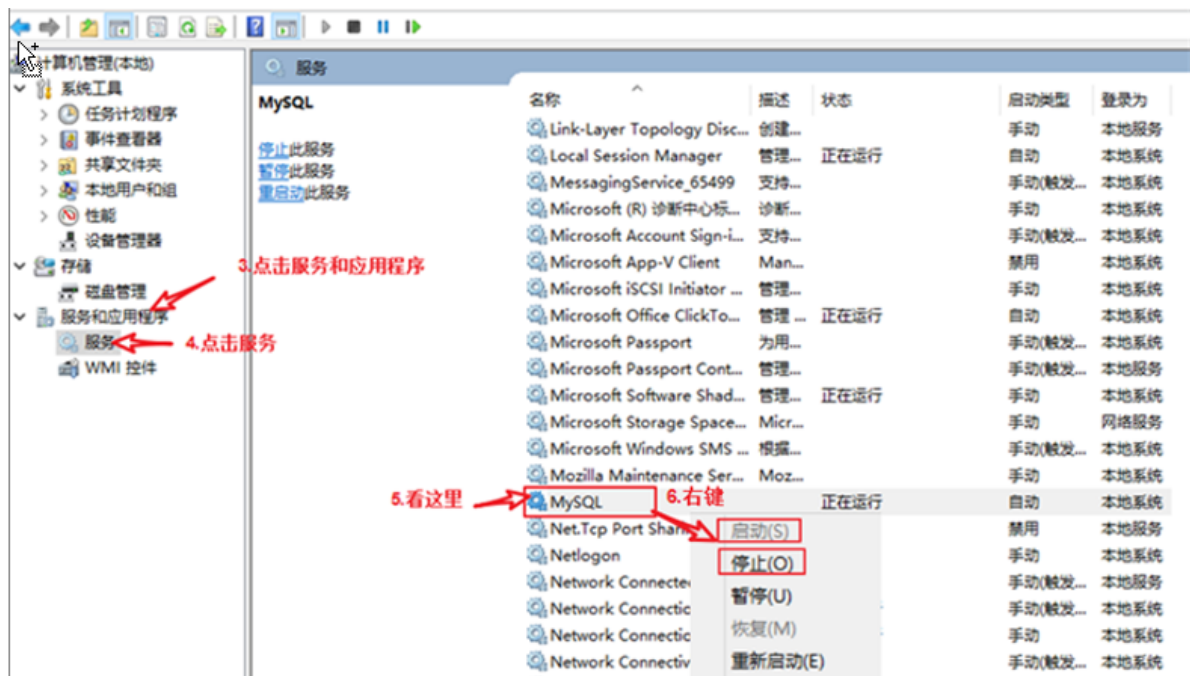 计算机管理(本地)
系统工具
任务计划程序
事件查看器
共享文件夹
本地用户和组
性能
设备管理器
存储
磁盘管理
服务和应用程序
服务
WMI 控件
3.点击服务和应用程序
4.点击服务
服务
MySQL
停止此服务
暂停此服务
重启动此服务
名称 描述 状态 启动类型 登录为
Link-Layer Topology Disc... 创建... 手动 本地服务
Local Session Manager 管理... 正在运行 自动 本地系统
MessagingService_65499 支持... 手动(触发... 本地系统
Microsoft (R) 诊断中心标... 诊断... 手动 本地系统
Microsoft Account Sign-i... 支持... 手动(触发... 本地系统
Microsoft App-V Client Man... 禁用 本地系统
Microsoft iSCSI Initiator ... 管理... 手动 本地系统
Microsoft Office ClickTo... 管理 ... 正在运行 自动 本地系统
Microsoft Passport 为用... 手动(触发... 本地系统
Microsoft Passport Cont... 管理... 手动(触发... 本地服务
Microsoft Software Shad... 管理... 正在运行 手动 本地系统
Microsoft Storage Space... Micr... 手动 网络服务
Microsoft Windows SMS ... 根据... 手动(触发... 本地系统
Mozilla Maintenance Ser... Moz... 手动 本地系统
5.看这里
MySQL 正在运行 自动 本地系统
6.右键
Net.Tcp Port Shari 禁用 本地服务
Netlogon 手动 本地系统
Network Connected 手动(触发... 本地服务
Network Connectic 手动(触发... 本地系统
Network Connectic 手动 本地系统
Network Connectiv 手动(触发... 本地系统
启动(S)
停止(O)
暂停(U)
恢复(M)
重新启动(E)